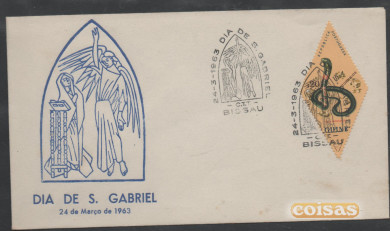 DIA DE S. GABRIEL
24 de Março de 1963
24-3-1963 DIA DE S. GABRIEL
C.T.T.
BISSAU
24-3-1963 DIA DE
BISSAU
coisas